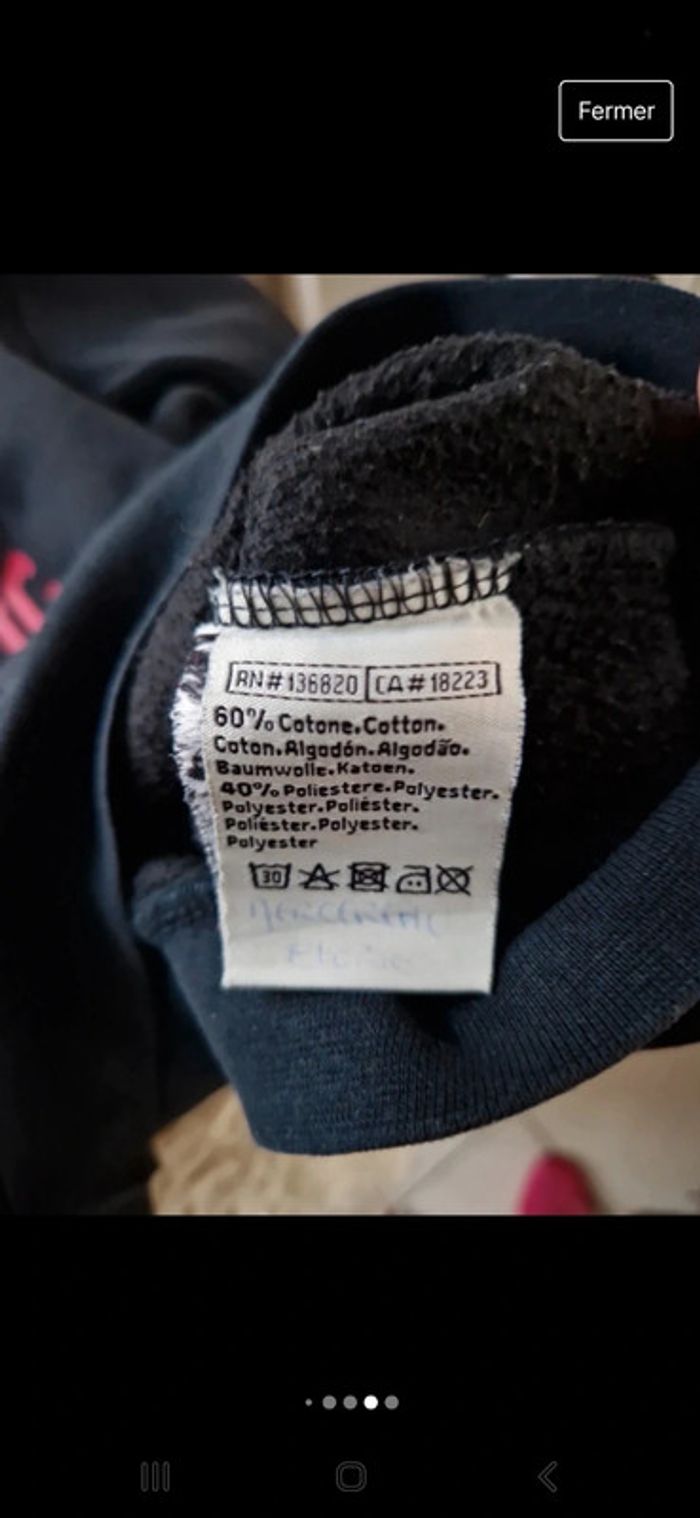 Fermer
RN#136820 CA#18223
60% Cotone.Cotton.
Coton.Algodón.Algodão.
Baumwolle.Katoen.
40% Poliestere.Polyester.
Polyester.Poliéster.
Poliéster.Polyester.
Polyester
30